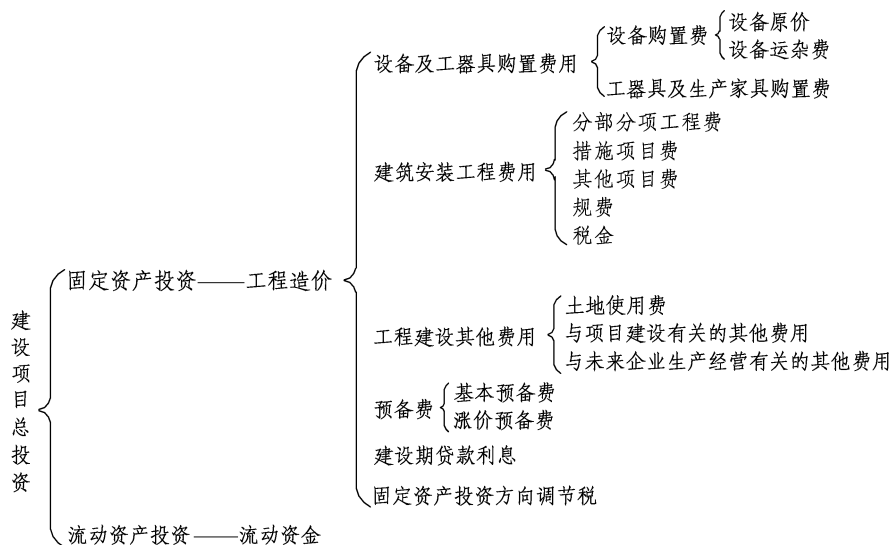 建设项目总投资
固定资产投资——工程造价
设备及工器具购置费用
设备购置费
设备原价
设备运杂费
工器具及生产家具购置费
建筑安装工程费用
分部分项工程费
措施项目费
其他项目费
规费
税金
工程建设其他费用
土地使用费
与项目建设有关的其他费用
与未来企业生产经营有关的其他费用
预备费
基本预备费
涨价预备费
建设期贷款利息
固定资产投资方向调节税
流动资产投资——流动资金